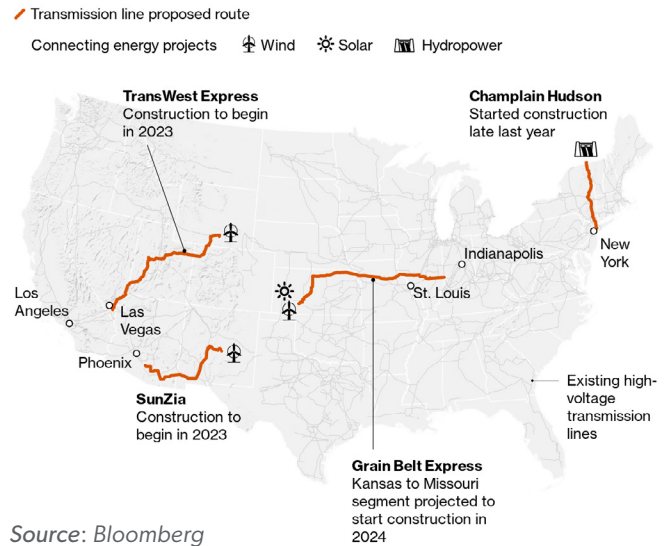 Transmission line proposed route
Connecting energy projects Wind Solar Hydropower
TransWest Express
Construction to begin
in 2023
Champlain Hudson
Started construction
late last year
New
York
Indianapolis
St. Louis
Los
Angeles
Las
Vegas
Phoenix
SunZia
Construction to
begin in 2023
Existing high-
voltage
transmission
lines
Grain Belt Express
Kansas to Missouri
segment projected to
start construction in
2024
Source: Bloomberg